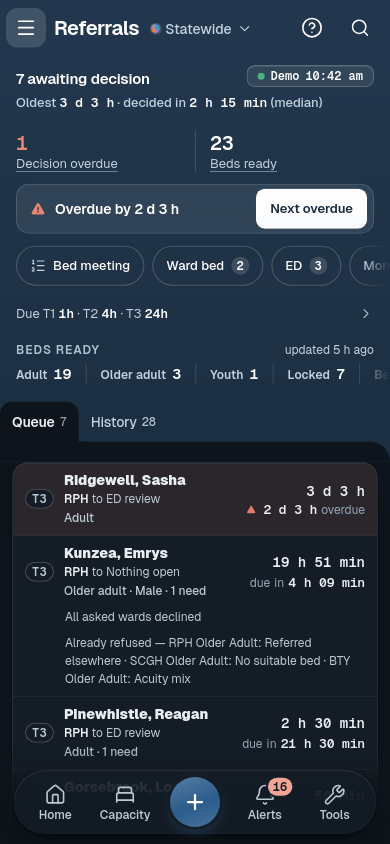 Referrals
Statewide
7 awaiting decision
Demo 10:42 am
Oldest 3 d 3 h · decided in 2 h 15 min (median)
1
Decision overdue
23
Beds ready
Overdue by 2 d 3 h
Next overdue
Bed meeting
Ward bed 2
ED 3
Mor
Due T1 1h · T2 4h · T3 24h
BEDS READY
updated 5 h ago
Adult 19
Older adult 3
Youth 1
Locked 7
Be
Queue 7
History 28
T3
Ridgewell, Sasha
RPH to ED review
Adult
3 d 3 h
2 d 3 h overdue
T3
Kunzea, Emrys
RPH to Nothing open
Older adult · Male · 1 need
19 h 51 min
due in 4 h 09 min
All asked wards declined
Already refused — RPH Older Adult: Referred
elsewhere · SCGH Older Adult: No suitable bed · BTY
Older Adult: Acuity mix
T3
Pinewhistle, Reagan
RPH to ED review
Adult · 1 need
2 h 30 min
due in 21 h 30 min
Home
Capacity
16
Alerts
Tools